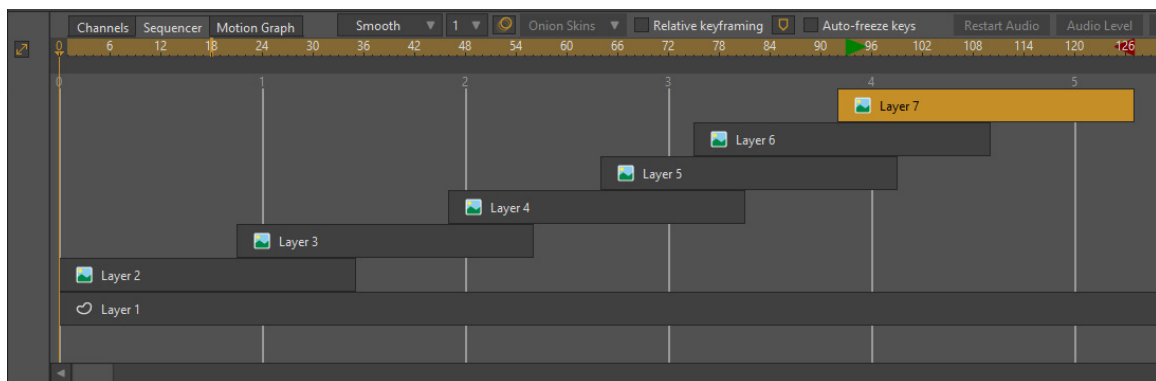 Channels Sequencer Motion Graph Smooth 1 Onion Skins Relative keyframing Auto-freeze keys Restart Audio Audio Level
0 6 12 18 24 30 36 42 48 54 60 66 72 78 84 90 96 102 108 114 120 126
0 1 2 3 4 5
Layer 7
Layer 6
Layer 5
Layer 4
Layer 3
Layer 2
Layer 1